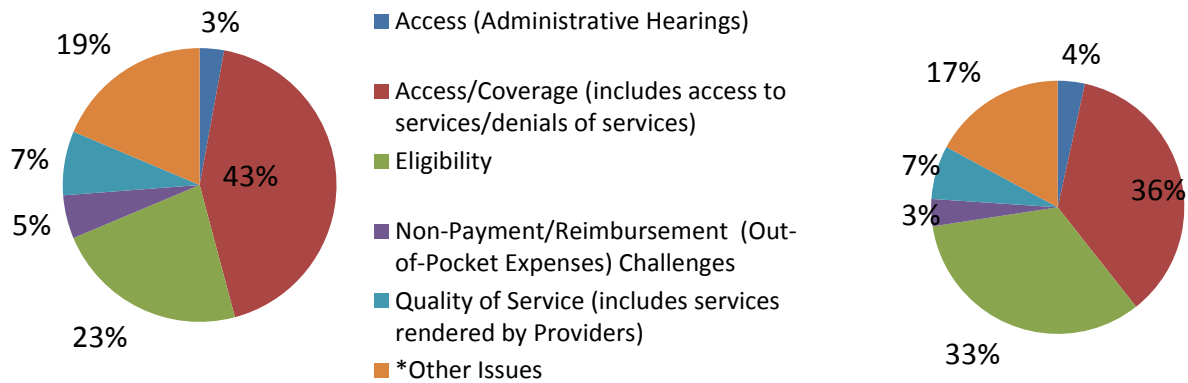 3%
19%
7%
5%
23%
43%
Access (Administrative Hearings)
Access/Coverage (includes access to
services/denials of services)
Eligibility
Non-Payment/Reimbursement (Out-
of-Pocket Expenses) Challenges
Quality of Service (includes services
rendered by Providers)
*Other Issues
4%
17%
7%
3%
36%
33%